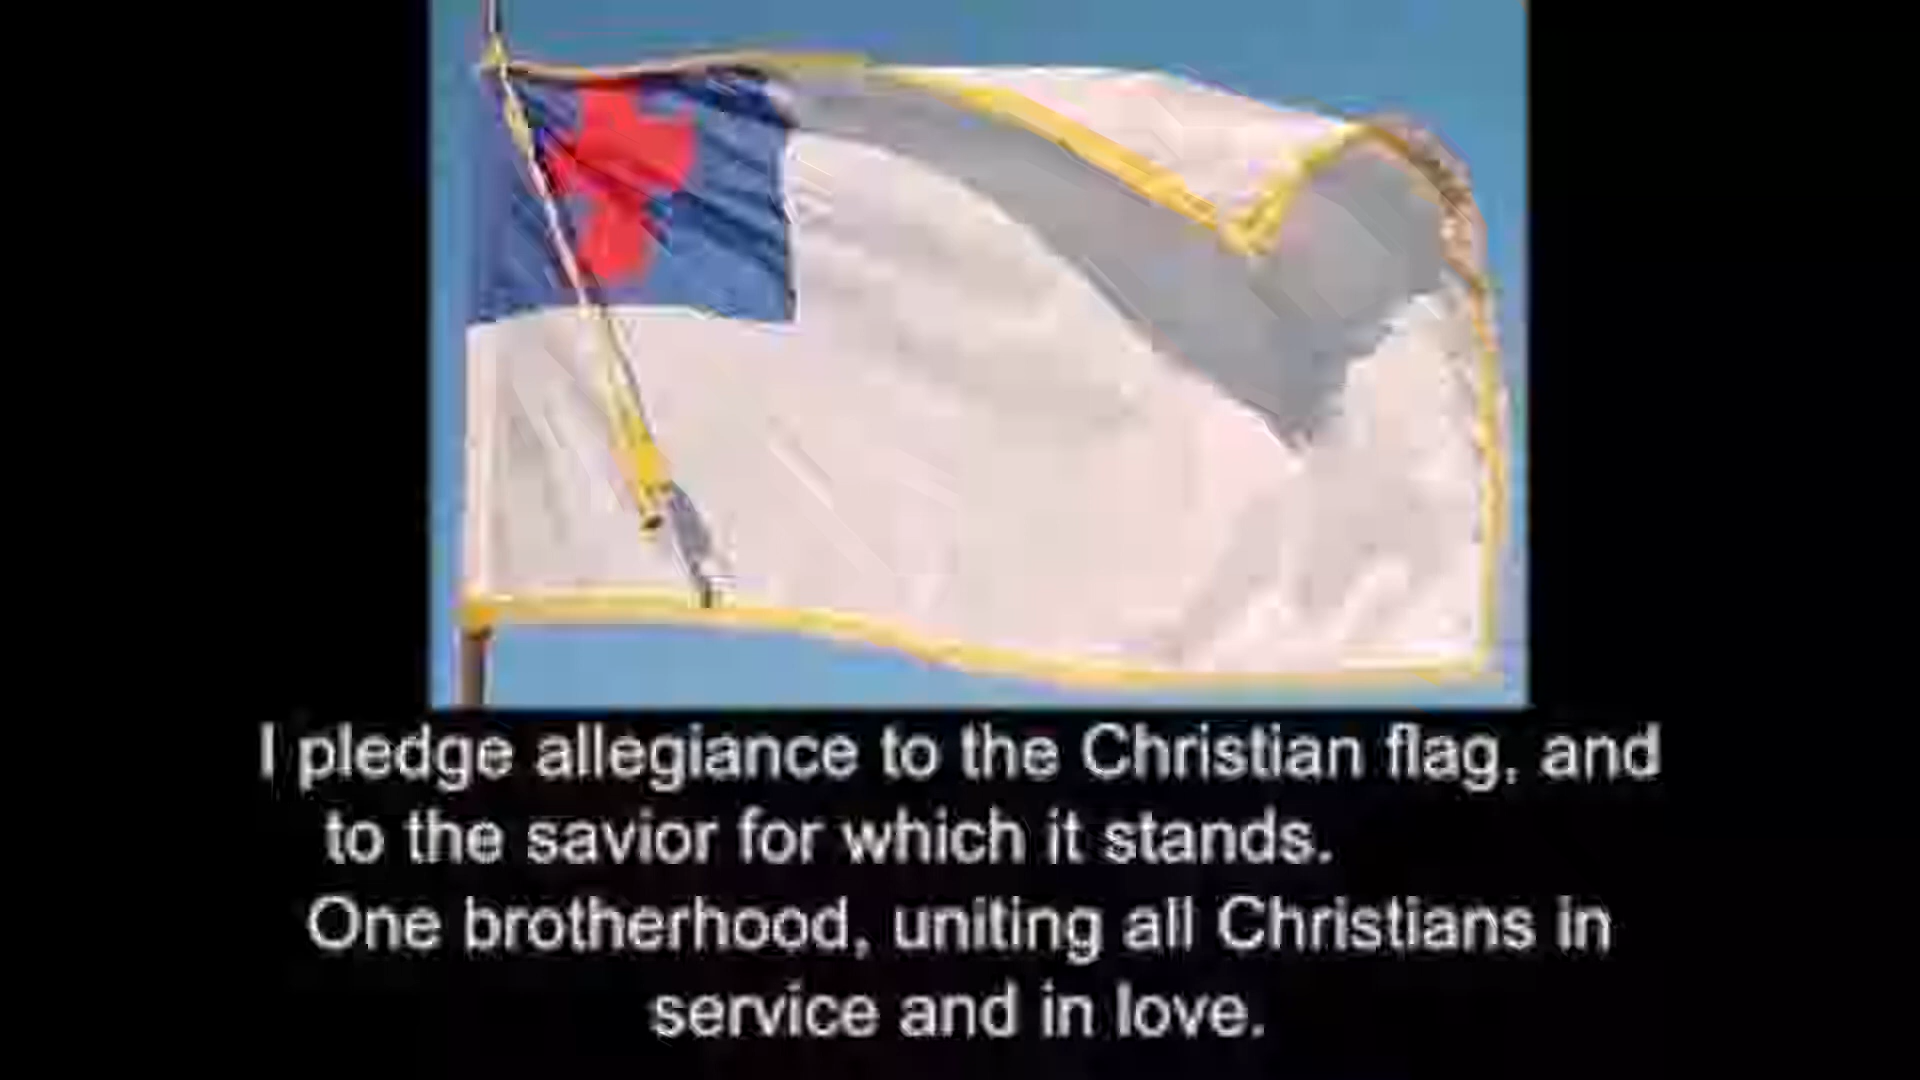 I pledge allegiance to the Christian flag, and
to the savior for which it stands.
One brotherhood, uniting all Christians in
service and in love.